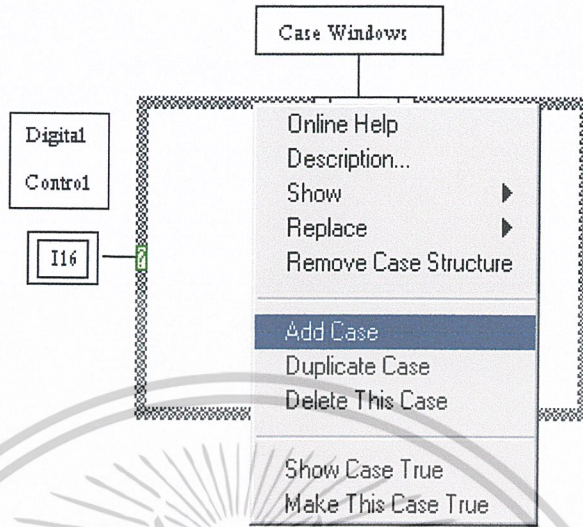 Case Windows
Digital
Control
I16
?
Online Help
Description...
Show
Replace
Remove Case Structure
Add Case
Duplicate Case
Delete This Case
Show Case True
Make This Case True